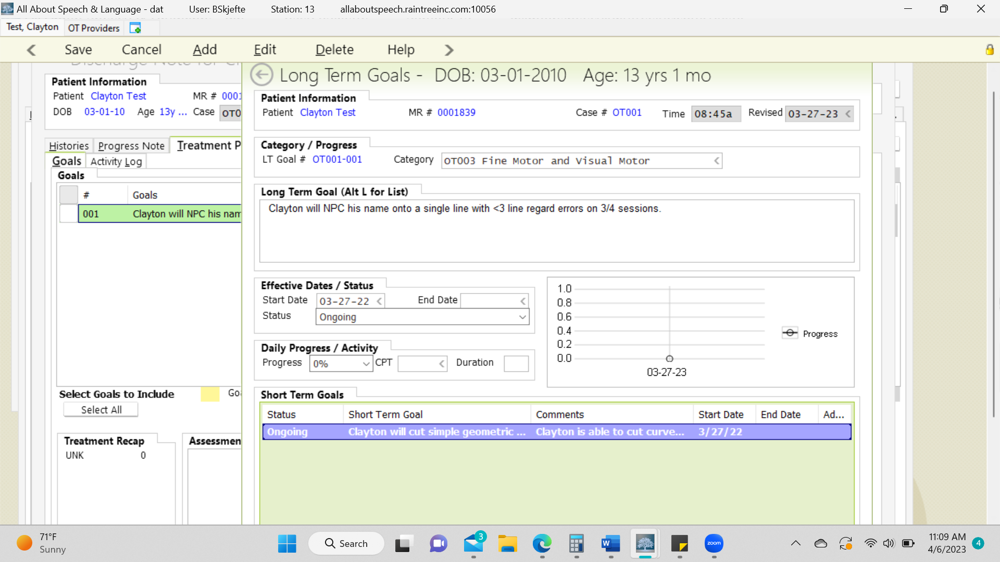 All About Speech & Language - dat User: BSkjefte Station: 13 allaboutspeech.raintreeinc.com:10056
Test, Clayton OT Providers
Save Cancel Add Edit Delete Help
Discharge Note for
Patient Information
Patient Clayton Test MR # 0001
DOB 03-01-10 Age 13y ... Case OT0
Histories Progress Note Treatment P
Goals Activity Log
Goals
# Goals
001 Clayton will NPC his nam
Select Goals to Include Goa
Select All
Treatment Recap
UNK 0
Assessmen
Long Term Goals - DOB: 03-01-2010 Age: 13 yrs 1 mo
Patient Information
Patient Clayton Test MR # 0001839 Case # OT001 Time 08:45a Revised 03-27-23
Category / Progress
LT Goal # OT001-001 Category OT003 Fine Motor and Visual Motor
Long Term Goal (Alt L for List)
Clayton will NPC his name onto a single line with <3 line regard errors on 3/4 sessions.
Effective Dates / Status
Start Date 03-27-22 End Date
Status Ongoing
Daily Progress / Activity
Progress 0% CPT Duration
1.0
0.8
0.6
0.4
0.2
0.0
03-27-23
Progress
Short Term Goals
Status Short Term Goal Comments Start Date End Date Ad...
Ongoing Clayton will cut simple geometric ... Clayton is able to cut curve... 3/27/22
71°F
Sunny
Search
3
W
zoom
11:09 AM
4/6/2023
4